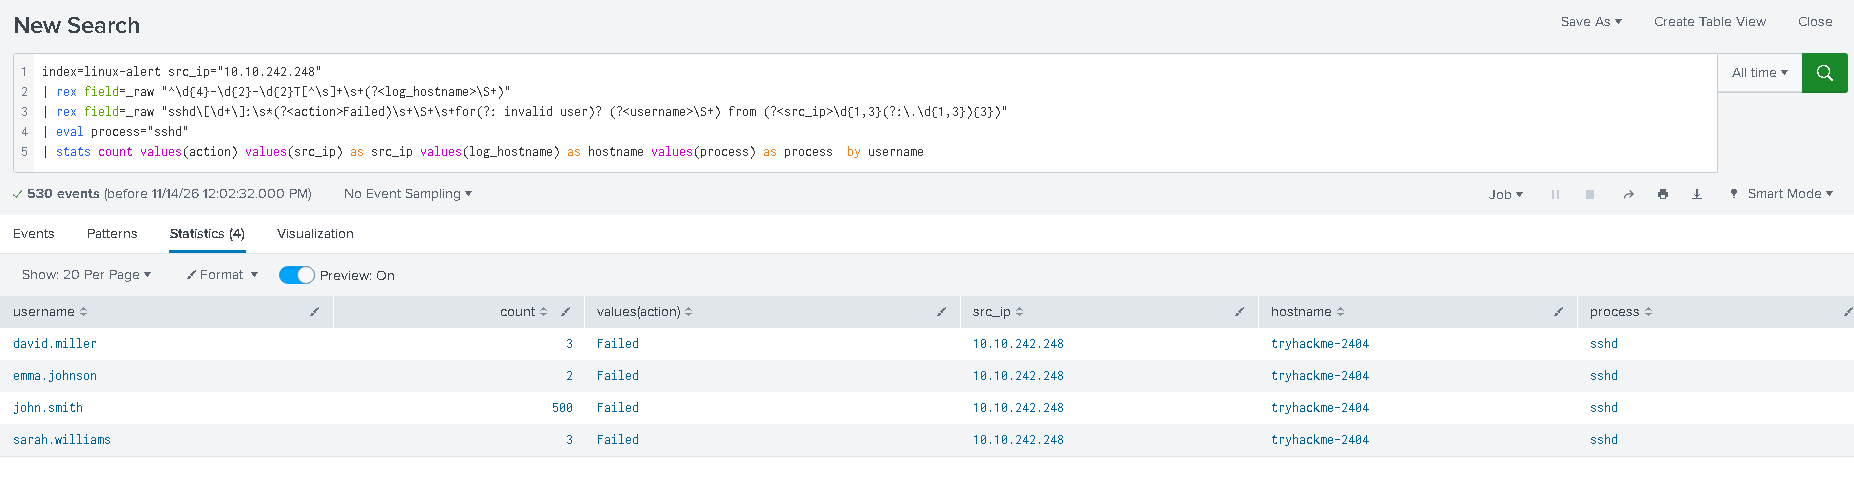 New Search
Save As ▾ Create Table View Close
1 index=linux-alert src_ip="10.10.242.248"
2 | rex field=_raw "^\d{4}-\d{2}-\d{2}T[^\s]+\s+(?<log_hostname>\S+)"
3 | rex field=_raw "sshd\[\d+\]:\s*(?<action>Failed)\s+\S+\s+for(?: invalid user)? (?<username>\S+) from (?<src_ip>\d{1,3}(?:\.\d{1,3}){3})"
4 | eval process="sshd"
5 | stats count values(action) values(src_ip) as src_ip values(log_hostname) as hostname values(process) as process  by username
All time ▾
✓ 530 events (before 11/14/26 12:02:32.000 PM) No Event Sampling ▾
Job ▾ Smart Mode ▾
Events Patterns Statistics (4) Visualization
Show: 20 Per Page ▾ Format ▾ Preview: On
username count values(action) src_ip hostname process
david.miller 3 Failed 10.10.242.248 tryhackme-2404 sshd
emma.johnson 2 Failed 10.10.242.248 tryhackme-2404 sshd
john.smith 500 Failed 10.10.242.248 tryhackme-2404 sshd
sarah.williams 3 Failed 10.10.242.248 tryhackme-2404 sshd